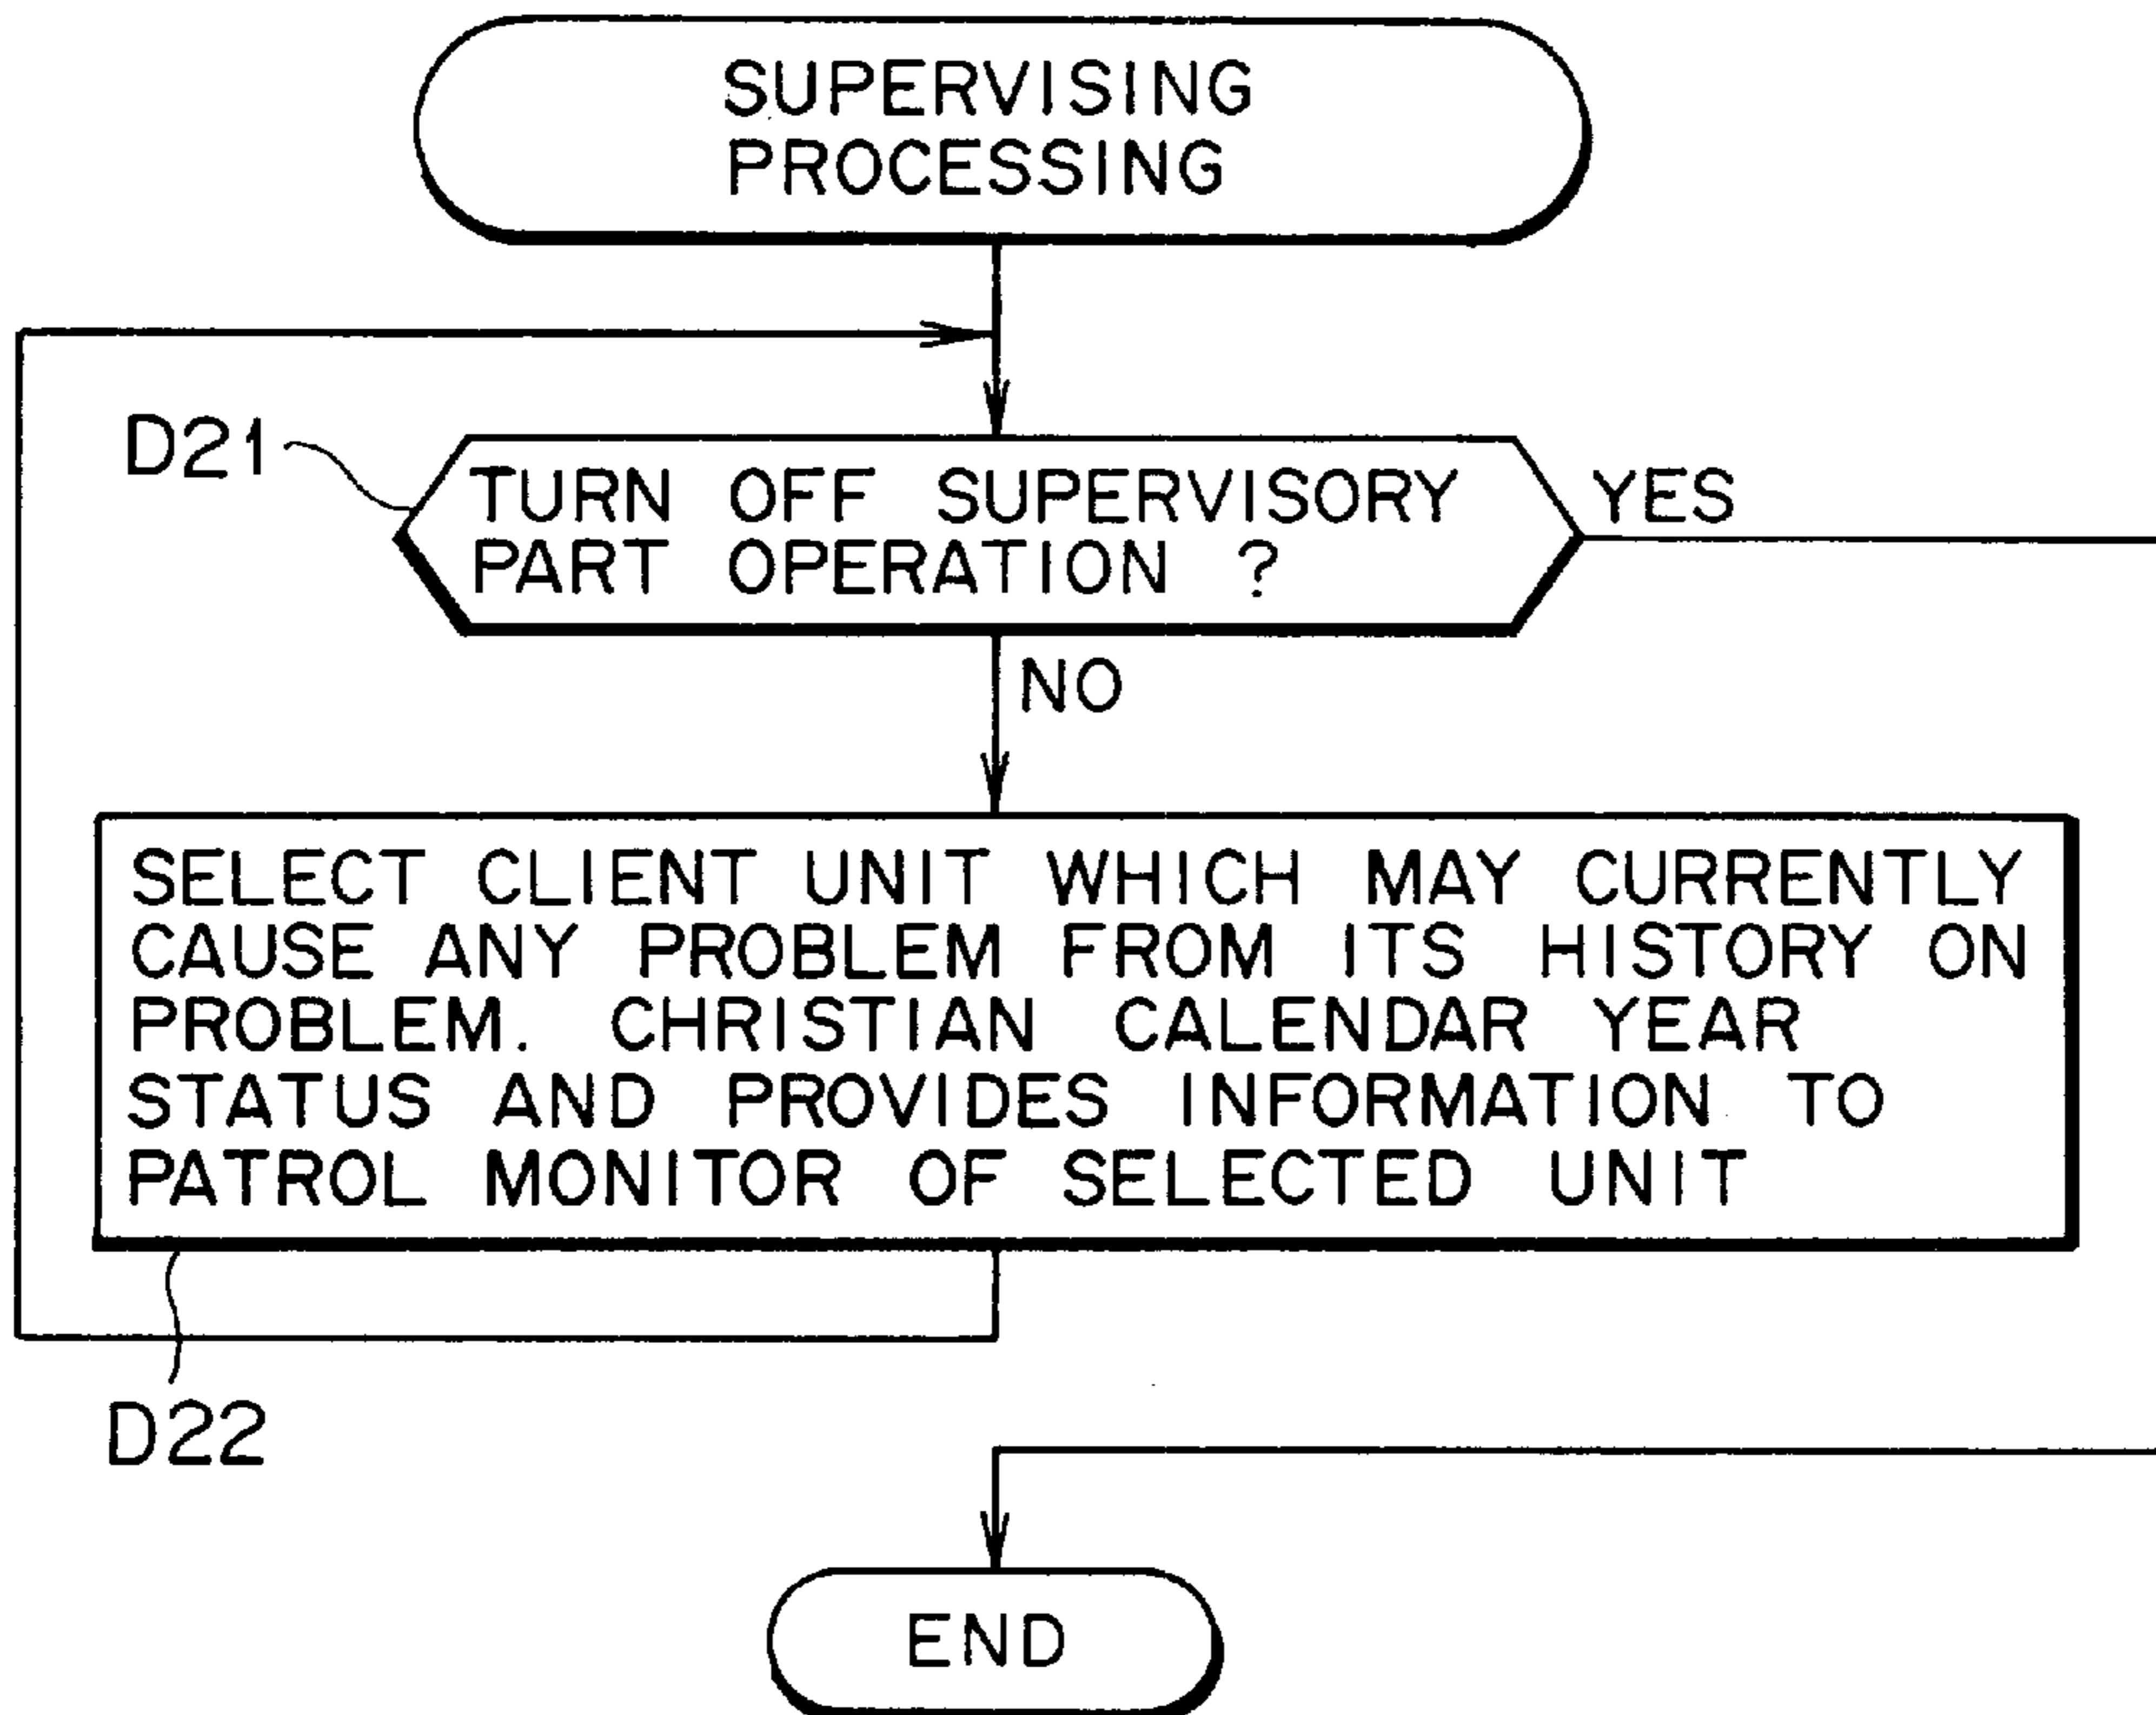 SUPERVISING
PROCESSING
D21
TURN OFF SUPERVISORY
PART OPERATION ?
YES
NO
SELECT CLIENT UNIT WHICH MAY CURRENTLY
CAUSE ANY PROBLEM FROM ITS HISTORY ON
PROBLEM. CHRISTIAN CALENDAR YEAR
STATUS AND PROVIDES INFORMATION TO
PATROL MONITOR OF SELECTED UNIT
D22
END